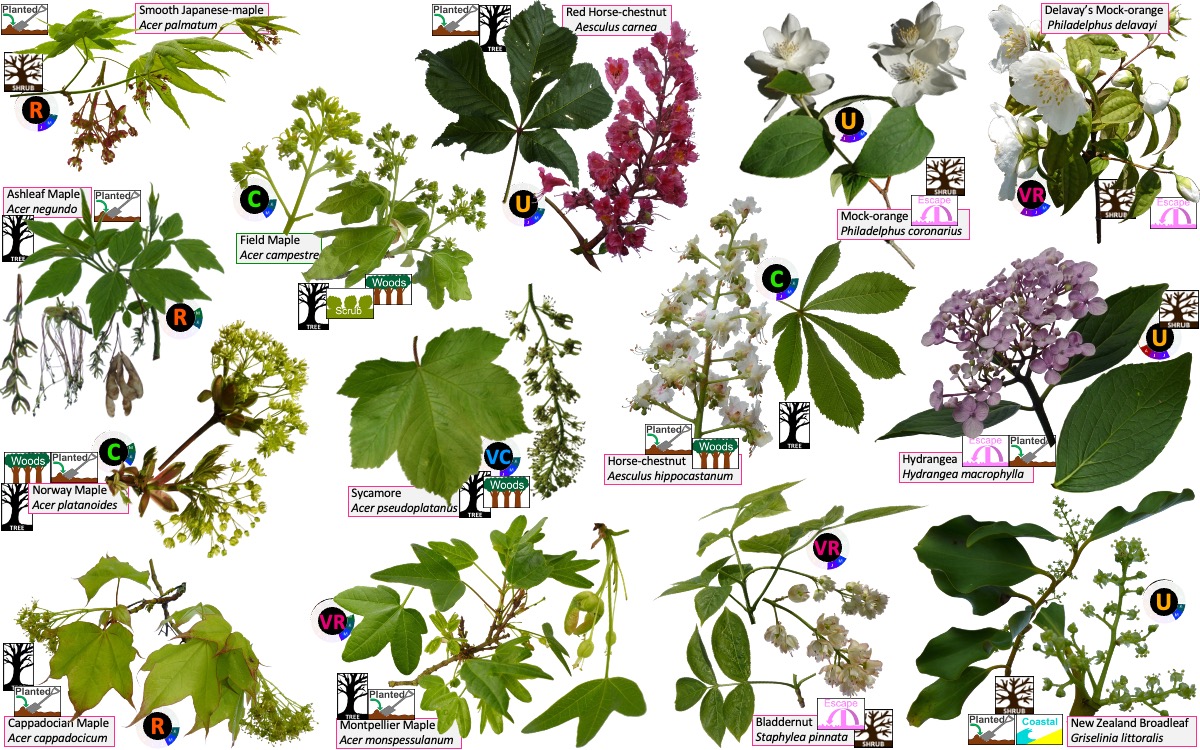 Planted
Smooth Japanese-maple
Acer palmatum
SHRUB
R
Planted
TREE
Red Horse-chestnut
Aesculus carnea
U
U
SHRUB
Escape
Mock-orange
Philadelphus coronarius
Delavay's Mock-orange
Philadelphus delavayi
VR
SHRUB
Escape
Ashleaf Maple
Acer negundo
Planted
TREE
R
C
Field Maple
Acer campestre
TREE
Scrub
Woods
C
TREE
Planted
Woods
Horse-chestnut
Aesculus hippocastanum
SHRUB
U
Escape
Planted
Hydrangea
Hydrangea macrophylla
C
Woods
Planted
TREE
Norway Maple
Acer platanoides
VC
Sycamore
Acer pseudoplatanus
TREE
Woods
TREE
Planted
Cappadocian Maple
Acer cappadocicum
R
VR
TREE
Planted
Montpellier Maple
Acer monspessulanum
VR
Escape
SHRUB
Bladdernut
Staphylea pinnata
U
SHRUB
Planted
Coastal
New Zealand Broadleaf
Griselinia littoralis